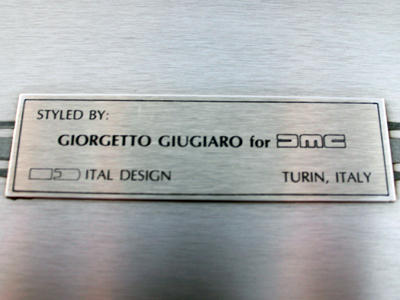 STYLED BY:
GIORGETTO GIUGIARO for DMC
ITAL DESIGN TURIN, ITALY